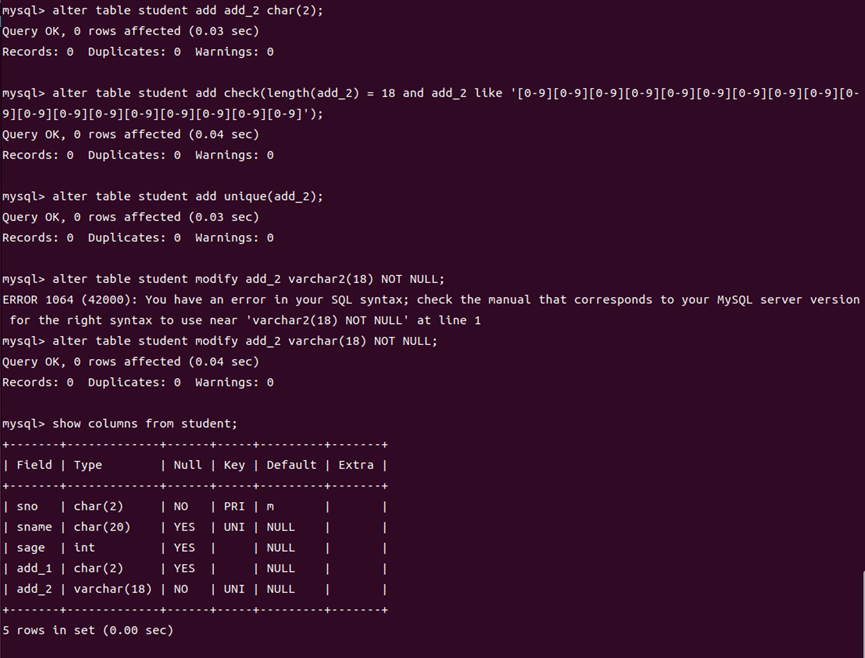 mysql> alter table student add add_2 char(2);
Query OK, 0 rows affected (0.03 sec)
Records: 0  Duplicates: 0  Warnings: 0

mysql> alter table student add check(length(add_2) = 18 and add_2 like '[0-9][0-9][0-9][0-9][0-9][0-9][0-9][0-9][0-9][0-
9][0-9][0-9][0-9][0-9][0-9][0-9][0-9][0-9]');
Query OK, 0 rows affected (0.04 sec)
Records: 0  Duplicates: 0  Warnings: 0

mysql> alter table student add unique(add_2);
Query OK, 0 rows affected (0.03 sec)
Records: 0  Duplicates: 0  Warnings: 0

mysql> alter table student modify add_2 varchar2(18) NOT NULL;
ERROR 1064 (42000): You have an error in your SQL syntax; check the manual that corresponds to your MySQL server version
 for the right syntax to use near 'varchar2(18) NOT NULL' at line 1
mysql> alter table student modify add_2 varchar(18) NOT NULL;
Query OK, 0 rows affected (0.04 sec)
Records: 0  Duplicates: 0  Warnings: 0

mysql> show columns from student;
+-------+-------------+------+-----+---------+-------+
| Field | Type        | Null | Key | Default | Extra |
+-------+-------------+------+-----+---------+-------+
| sno   | char(2)     | NO   | PRI | m       |       |
| sname | char(20)    | YES  | UNI | NULL    |       |
| sage  | int         | YES  |     | NULL    |       |
| add_1 | char(2)     | YES  |     | NULL    |       |
| add_2 | varchar(18) | NO   | UNI | NULL    |       |
+-------+-------------+------+-----+---------+-------+
5 rows in set (0.00 sec)